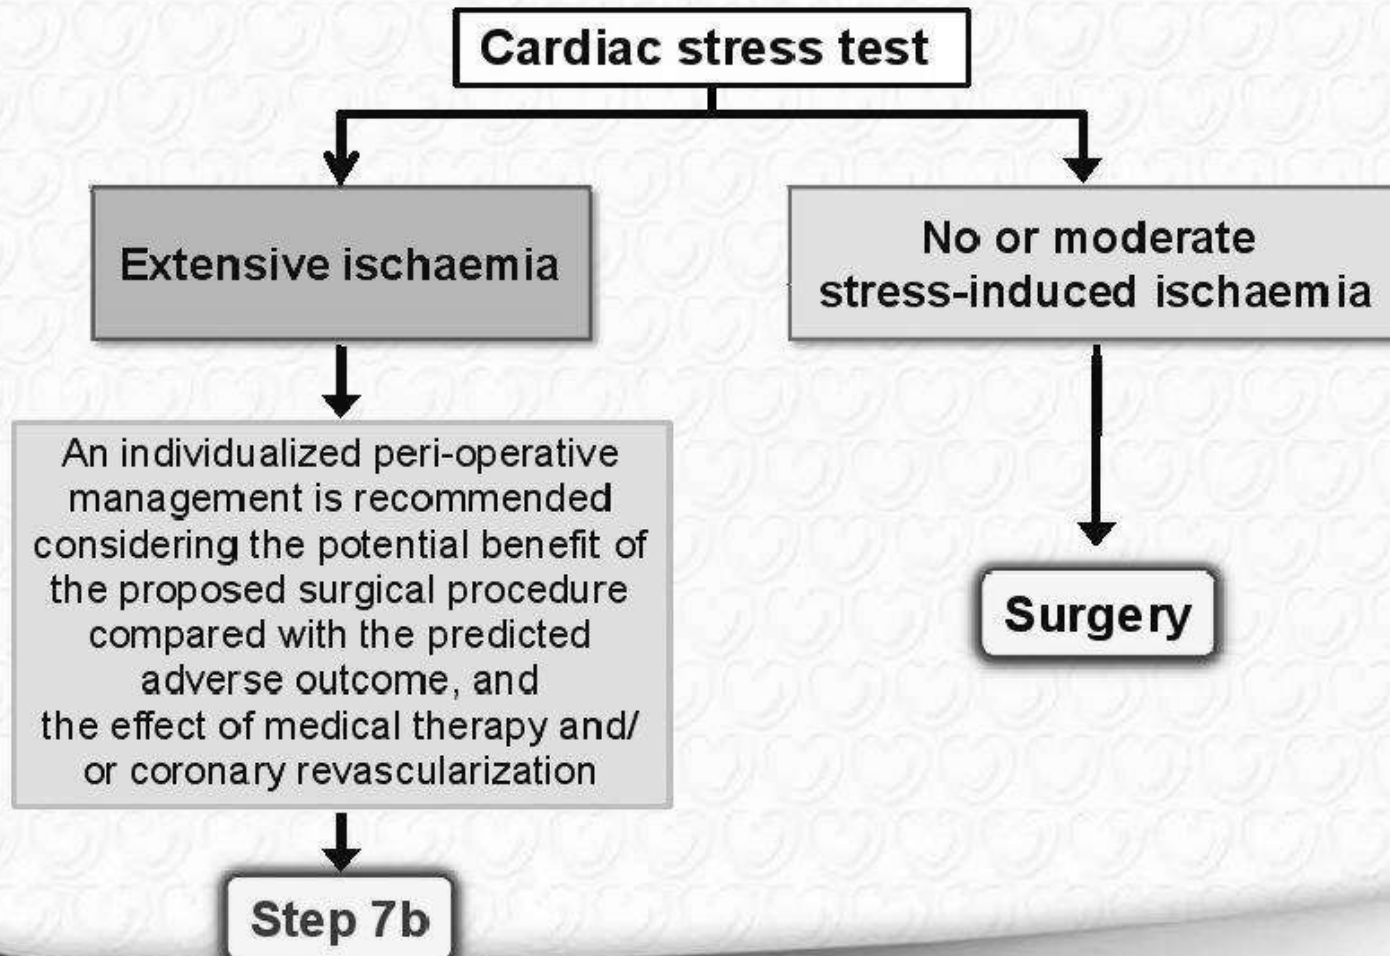 Cardiac stress test
Extensive ischaemia
No or moderate
stress-induced ischaemia
An individualized peri-operative
management is recommended
considering the potential benefit of
the proposed surgical procedure
compared with the predicted
adverse outcome, and
the effect of medical therapy and/
or coronary revascularization
Surgery
Step 7b